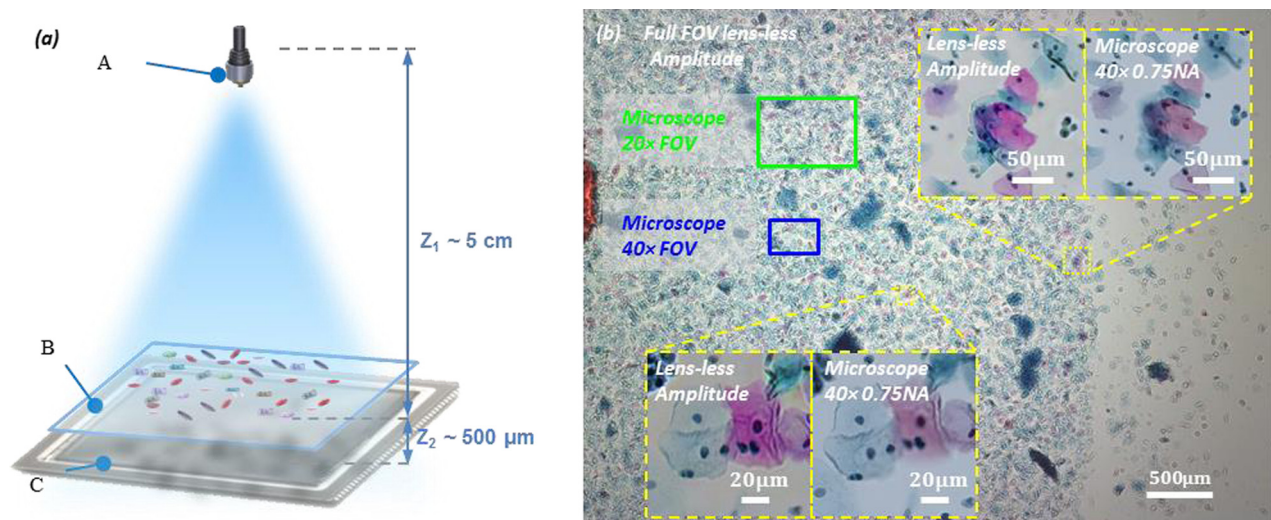 (a)
A
Z₁ ~ 5 cm
B
Z₂ ~ 500 μm
C
(b)
Full FOV lens-less
Amplitude
Microscope
20× FOV
Microscope
40× FOV
Lens-less
Amplitude
50μm
Microscope
40× 0.75NA
50μm
Lens-less
Amplitude
20μm
Microscope
40× 0.75NA
20μm
500μm